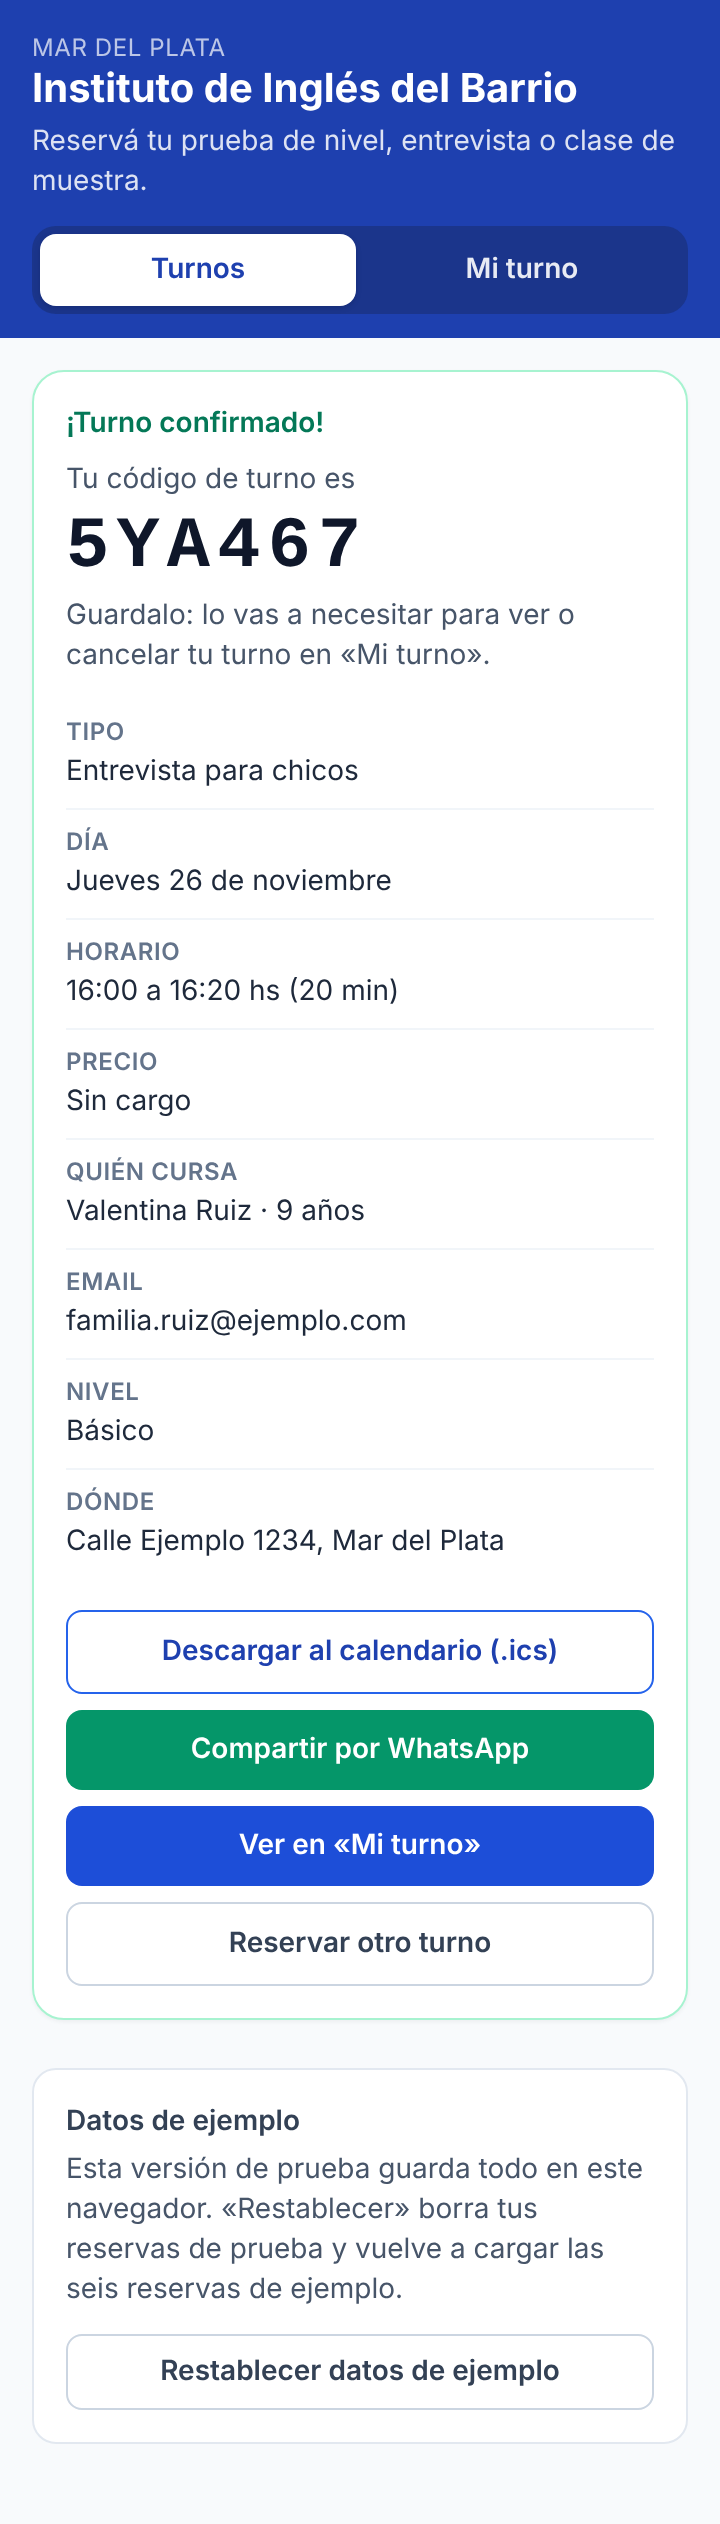 MAR DEL PLATA
Instituto de Inglés del Barrio
Reservá tu prueba de nivel, entrevista o clase de
muestra.
Turnos
Mi turno
¡Turno confirmado!
Tu código de turno es
5YA467
Guardalo: lo vas a necesitar para ver o
cancelar tu turno en «Mi turno».
TIPO
Entrevista para chicos
DÍA
Jueves 26 de noviembre
HORARIO
16:00 a 16:20 hs (20 min)
PRECIO
Sin cargo
QUIÉN CURSA
Valentina Ruiz · 9 años
EMAIL
familia.ruiz@ejemplo.com
NIVEL
Básico
DÓNDE
Calle Ejemplo 1234, Mar del Plata
Descargar al calendario (.ics)
Compartir por WhatsApp
Ver en «Mi turno»
Reservar otro turno
Datos de ejemplo
Esta versión de prueba guarda todo en este
navegador. «Restablecer» borra tus
reservas de prueba y vuelve a cargar las
seis reservas de ejemplo.
Restablecer datos de ejemplo